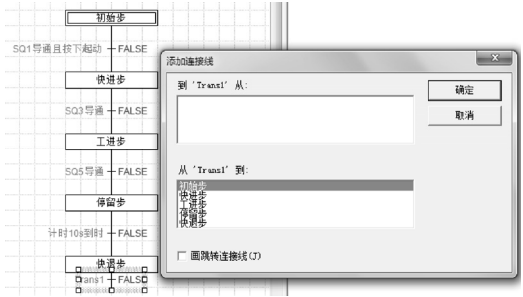 初始步
SQ1导通且按下起动 FALSE
快进步
SQ3导通 FALSE
工进步
SQ5导通 FALSE
停留步
计时10s到时 FALSE
快退步
Trans1 FALSE
添加连接线
到 'Trans1' 从:
确定
取消
从 'Trans1' 到:
初始步
快进步
工进步
停留步
快退步
画跳转连接线(J)